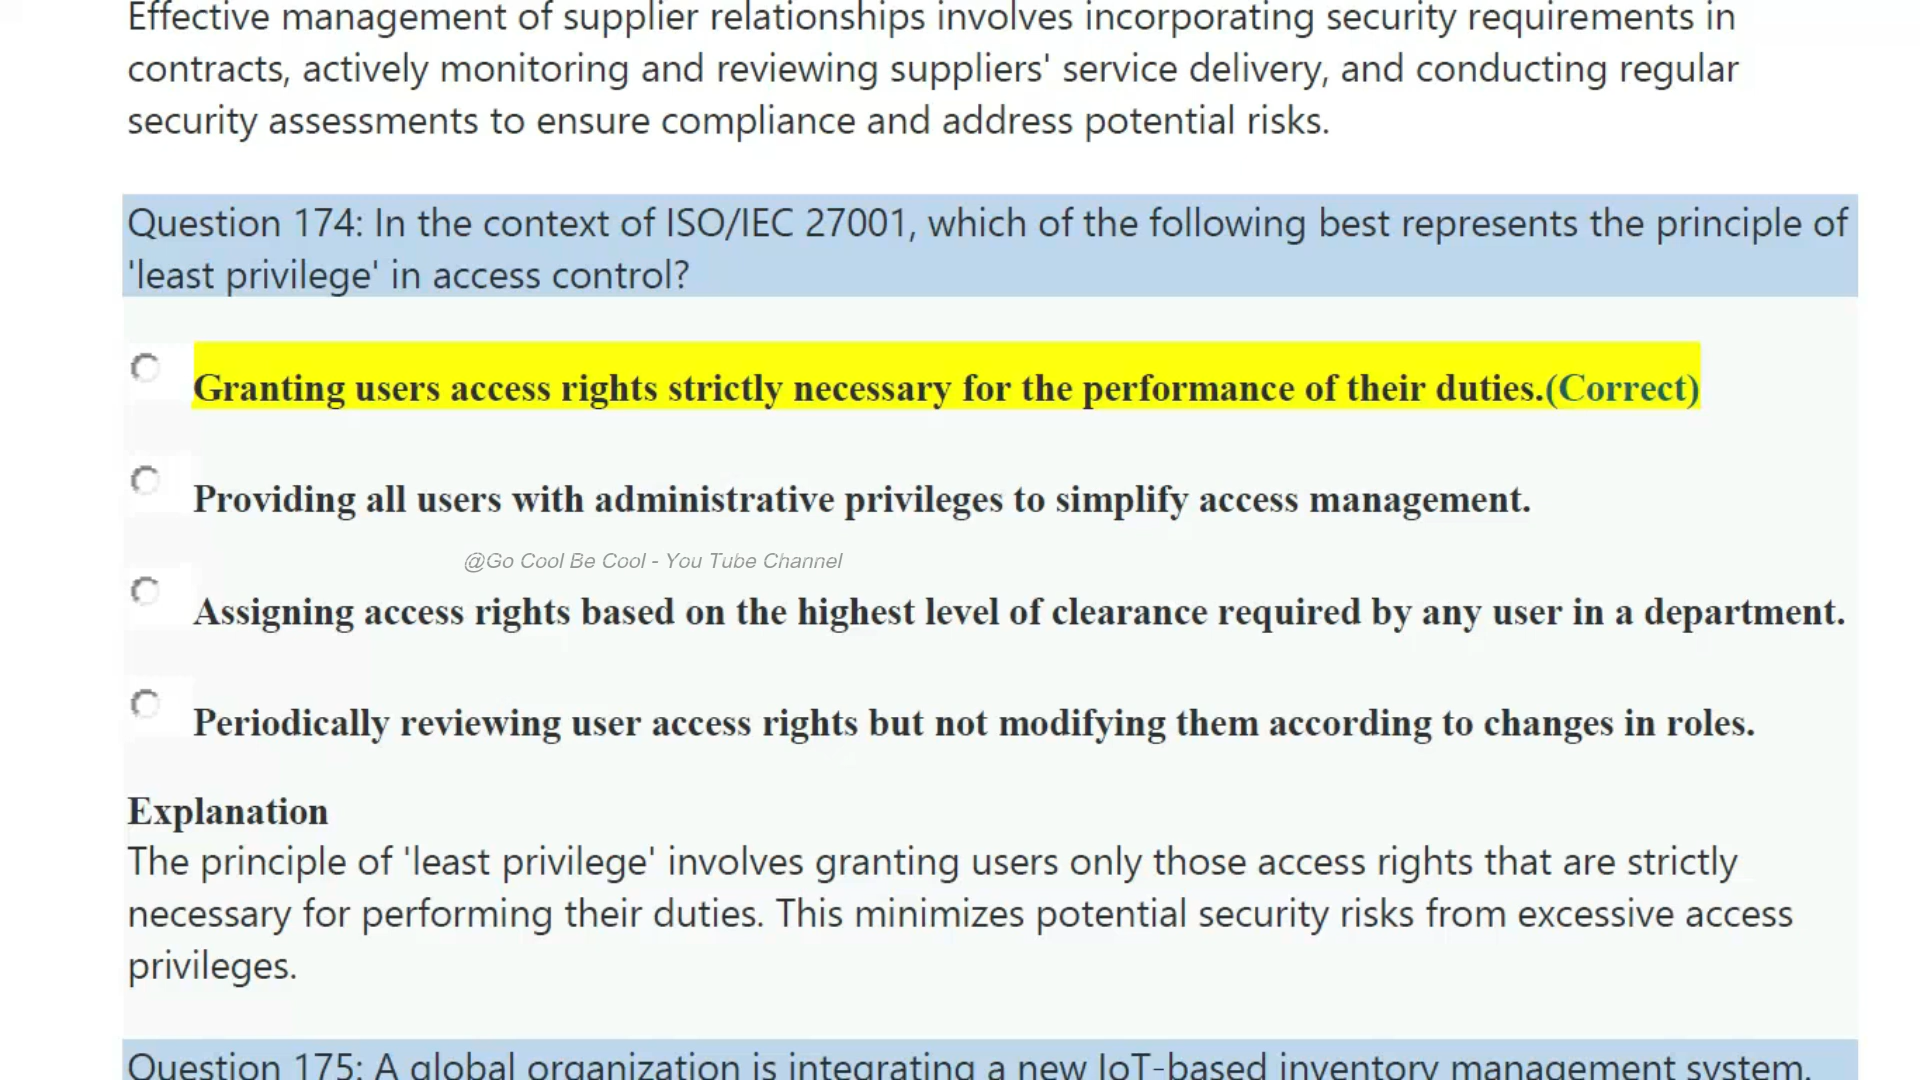 Effective management of supplier relationships involves incorporating security requirements in
contracts, actively monitoring and reviewing suppliers' service delivery, and conducting regular
security assessments to ensure compliance and address potential risks.
Question 174: In the context of ISO/IEC 27001, which of the following best represents the principle of
'least privilege' in access control?
Granting users access rights strictly necessary for the performance of their duties.(Correct)
Providing all users with administrative privileges to simplify access management.
@Go Cool Be Cool - You Tube Channel
Assigning access rights based on the highest level of clearance required by any user in a department.
Periodically reviewing user access rights but not modifying them according to changes in roles.
Explanation
The principle of 'least privilege' involves granting users only those access rights that are strictly
necessary for performing their duties. This minimizes potential security risks from excessive access
privileges.
Question 175: A global organization is integrating a new IoT-based inventory management system.